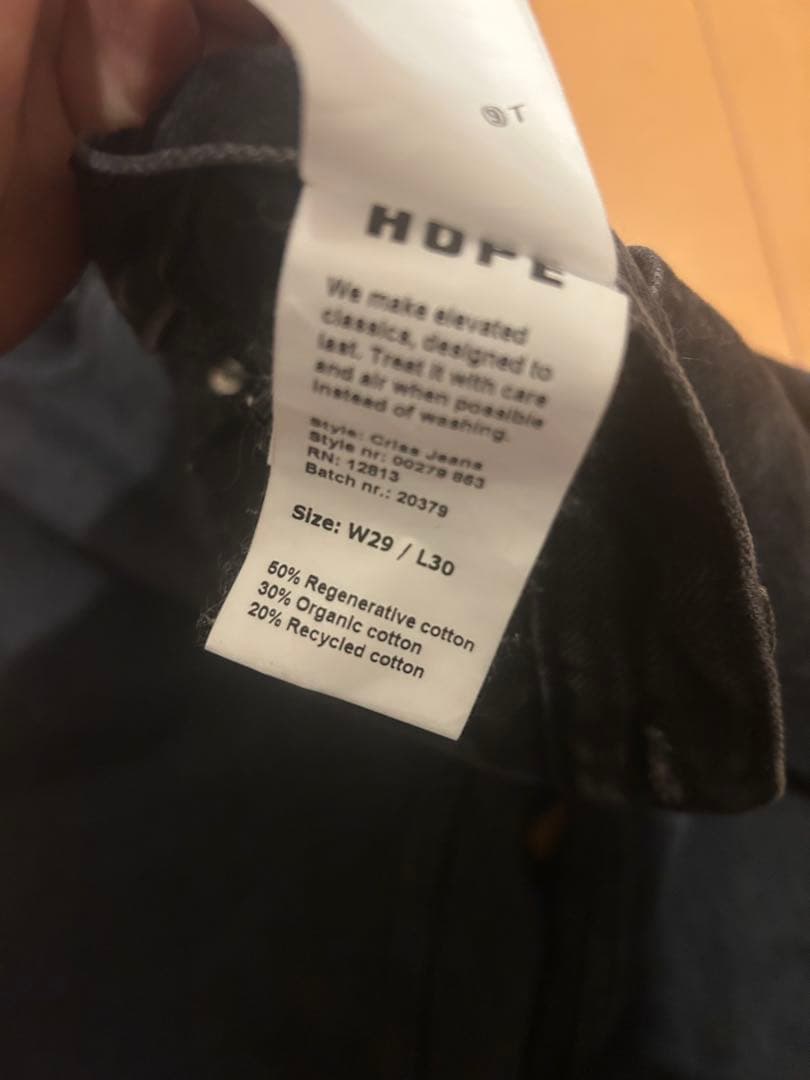 HOPE
We make elevated
classics, designed to
last. Treat it with care
and air when possible
instead of washing.
Style: Criss Jeans
Style nr: 00279 863
RN: 12813
Batch nr.: 20379
Size: W29 / L30
50% Regenerative cotton
30% Organic cotton
20% Recycled cotton